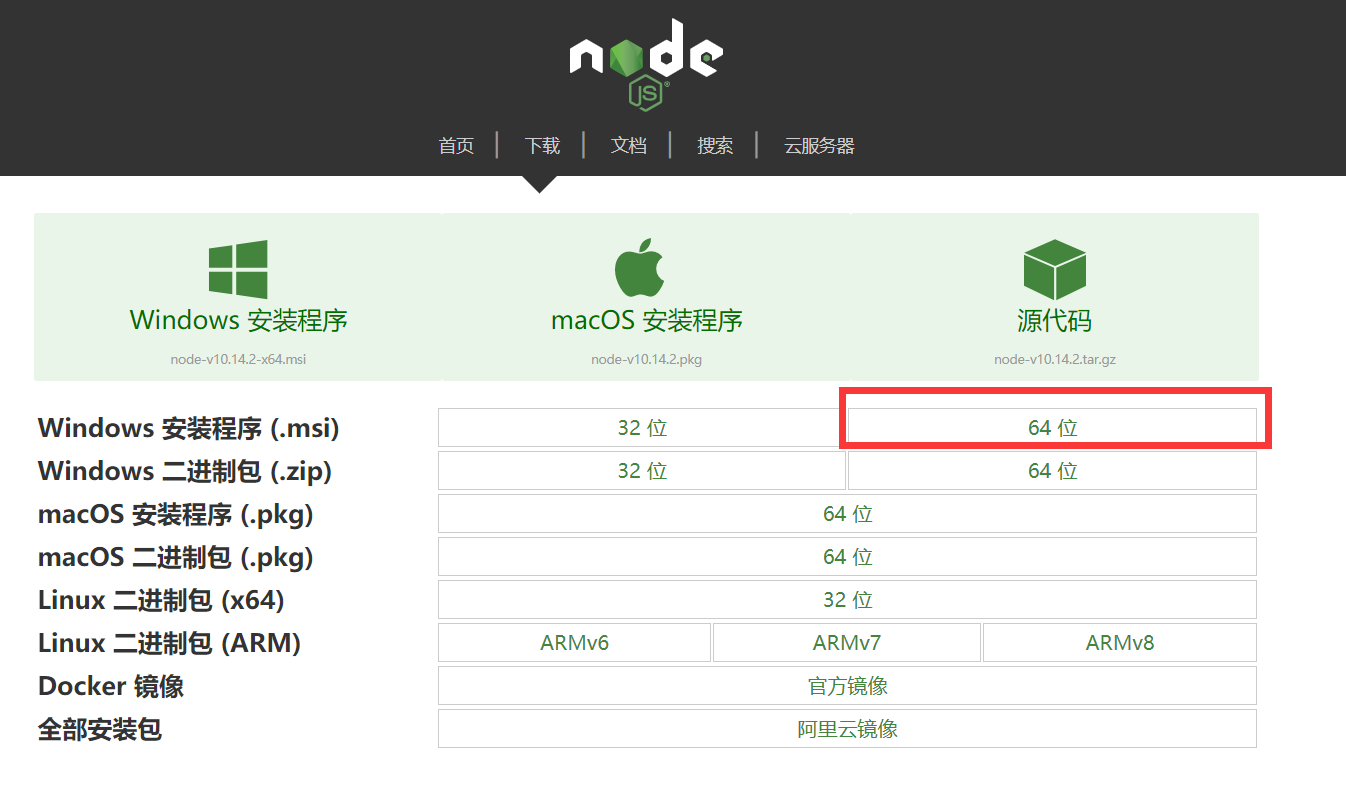 node
JS
首页 | 下载 | 文档 | 搜索 | 云服务器
Windows 安装程序 macOS 安装程序 源代码
node-v10.14.2-x64.msi node-v10.14.2.pkg node-v10.14.2.tar.gz
Windows 安装程序 (.msi) 32 位 64 位
Windows 二进制包 (.zip) 32 位 64 位
macOS 安装程序 (.pkg) 64 位
macOS 二进制包 (.pkg) 64 位
Linux 二进制包 (x64) 32 位
Linux 二进制包 (ARM) ARMv6 ARMv7 ARMv8
Docker 镜像 官方镜像
全部安装包 阿里云镜像